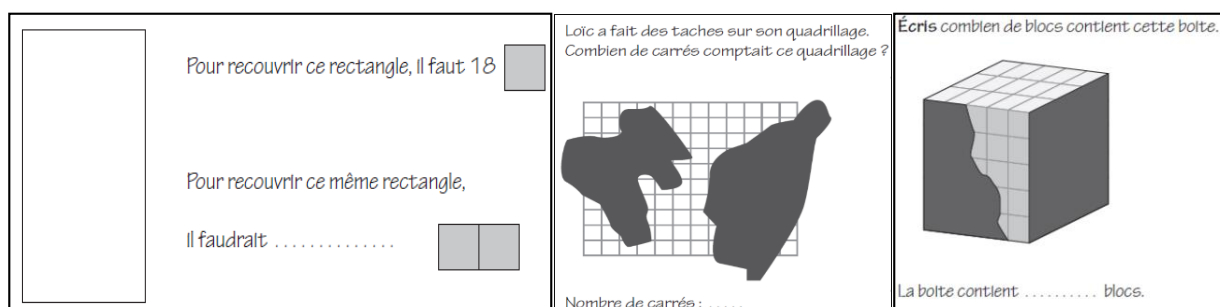 Pour recouvrir ce rectangle, il faut 18
Pour recouvrir ce même rectangle,
Il faudrait ..............
Loïc a fait des taches sur son quadrillage.
Combien de carrés comptait ce quadrillage ?
Nombre de carrés : .....
Écris combien de blocs contient cette boite.
La boite contient .......... blocs.